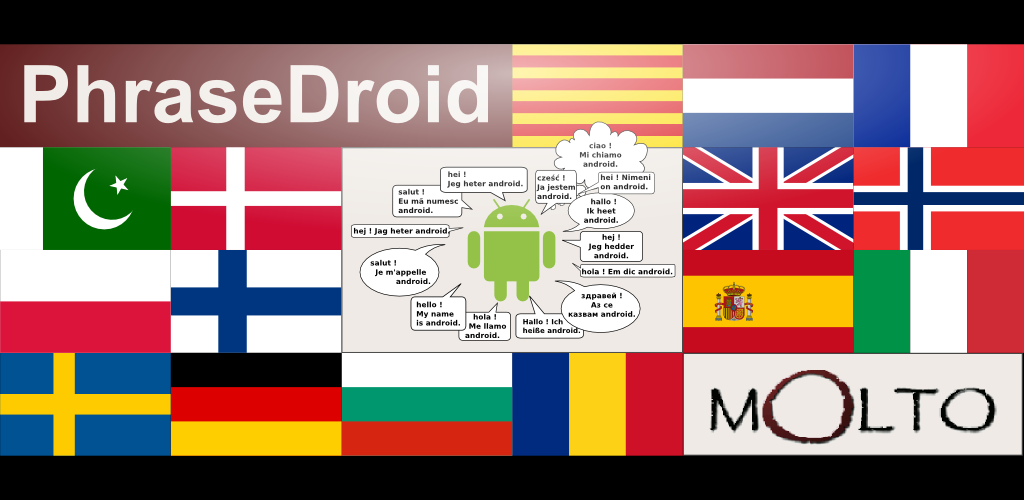 PhraseDroid
ciao !
Mi chiamo
android.
hei !
Jeg heter android.
cześć !
Ja jestem
android.
hei ! Nimeni
on android.
salut !
Eu mă numesc
android.
hallo !
Ik heet
android.
hej ! Jag heter android.
hej !
Jeg hedder
android.
salut !
Je m'appelle
android.
hola ! Em dic android.
hello !
My name
is android.
hola !
Me llamo
android.
Hallo ! Ich
heiße android.
здравей !
Аз се
казвам android.
MOLTO